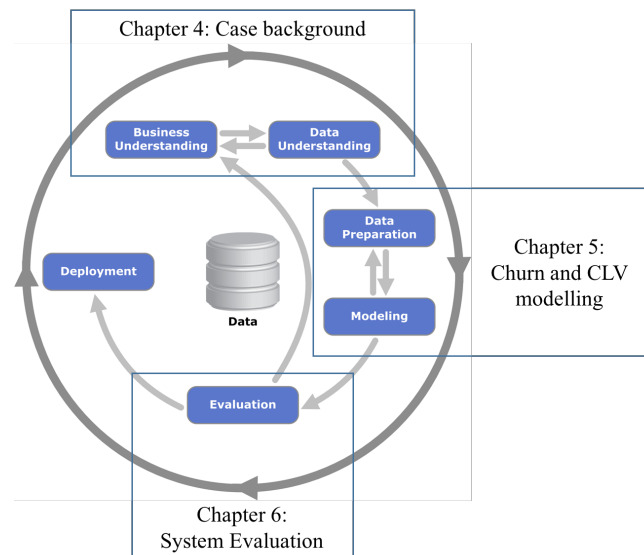 Chapter 4: Case background
Business
Understanding
Data
Understanding
Data
Preparation
Chapter 5:
Churn and CLV
modelling
Deployment
Modeling
Data
Evaluation
Chapter 6:
System Evaluation